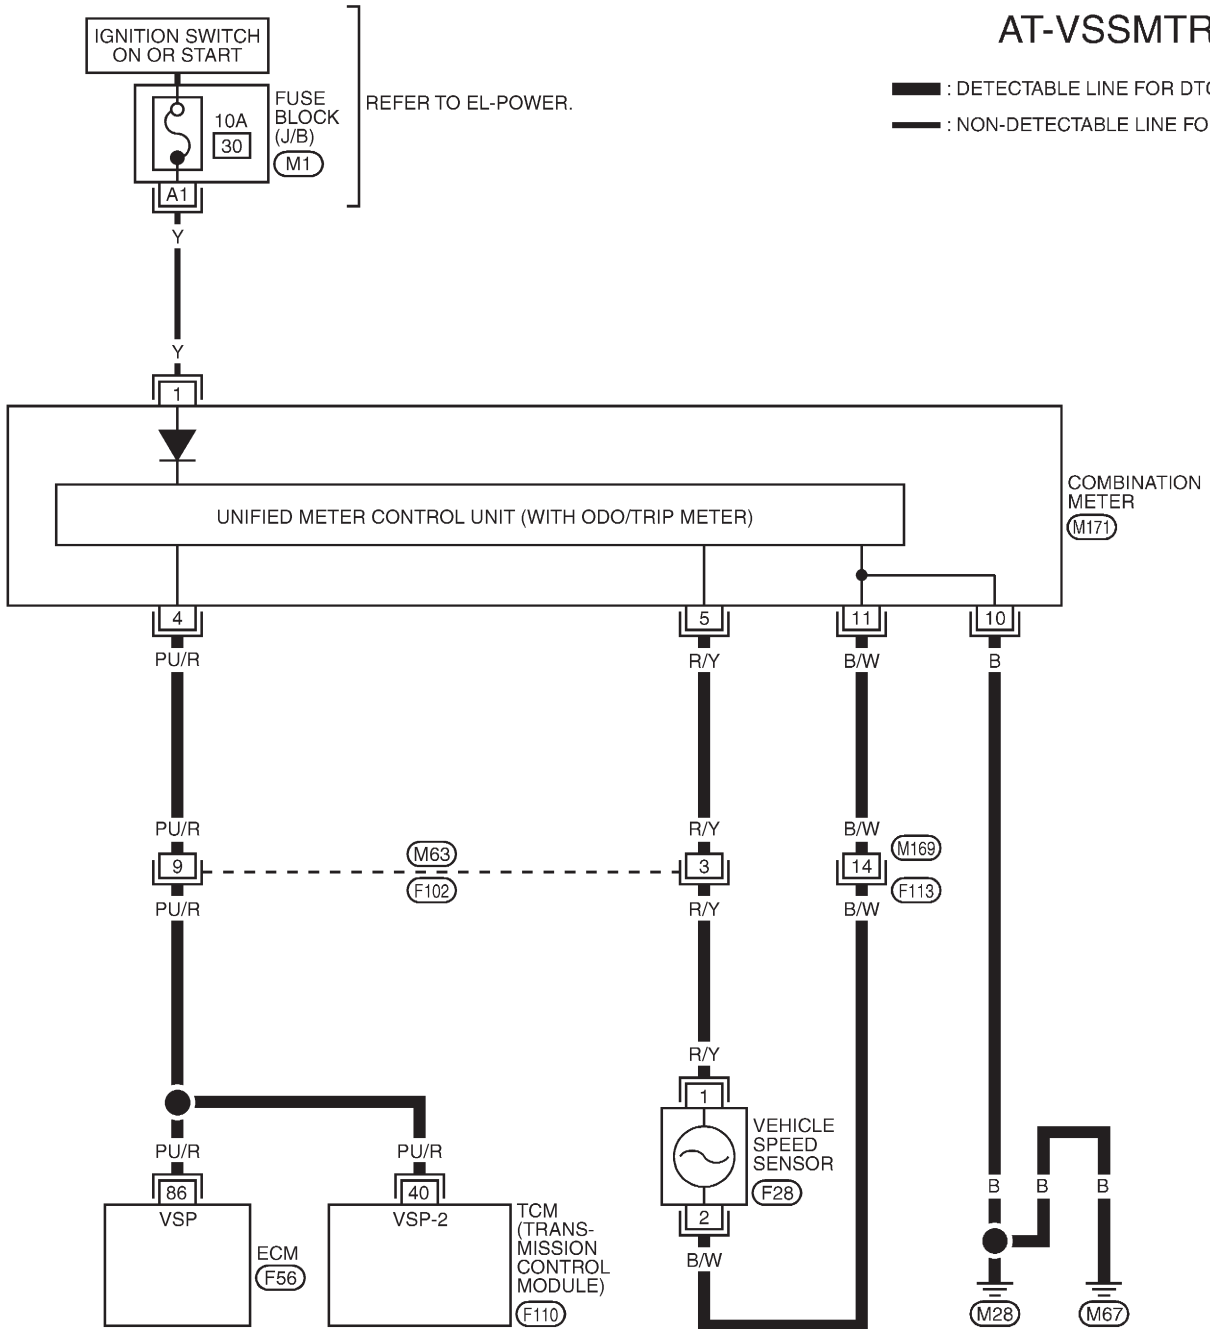 AT-VSSMTR
IGNITION SWITCH
ON OR START
FUSE
BLOCK
(J/B)
M1
10A
30
A1
REFER TO EL-POWER.
: DETECTABLE LINE FOR
: NON-DETECTABLE LINE
Y
Y
1
UNIFIED METER CONTROL UNIT (WITH ODO/TRIP METER)
COMBINATION
METER
M171
4 5 11 10
PU/R R/Y B/W B
PU/R R/Y B/W
9 M63 3 14 M169
F102 F113
PU/R R/Y B/W
R/Y
1
VEHICLE
SPEED
SENSOR
F28
2
B/W
PU/R PU/R
86 40
VSP VSP-2
ECM
F56
TCM
(TRANS-
MISSION
CONTROL
MODULE)
F110
B B B
M28 M67